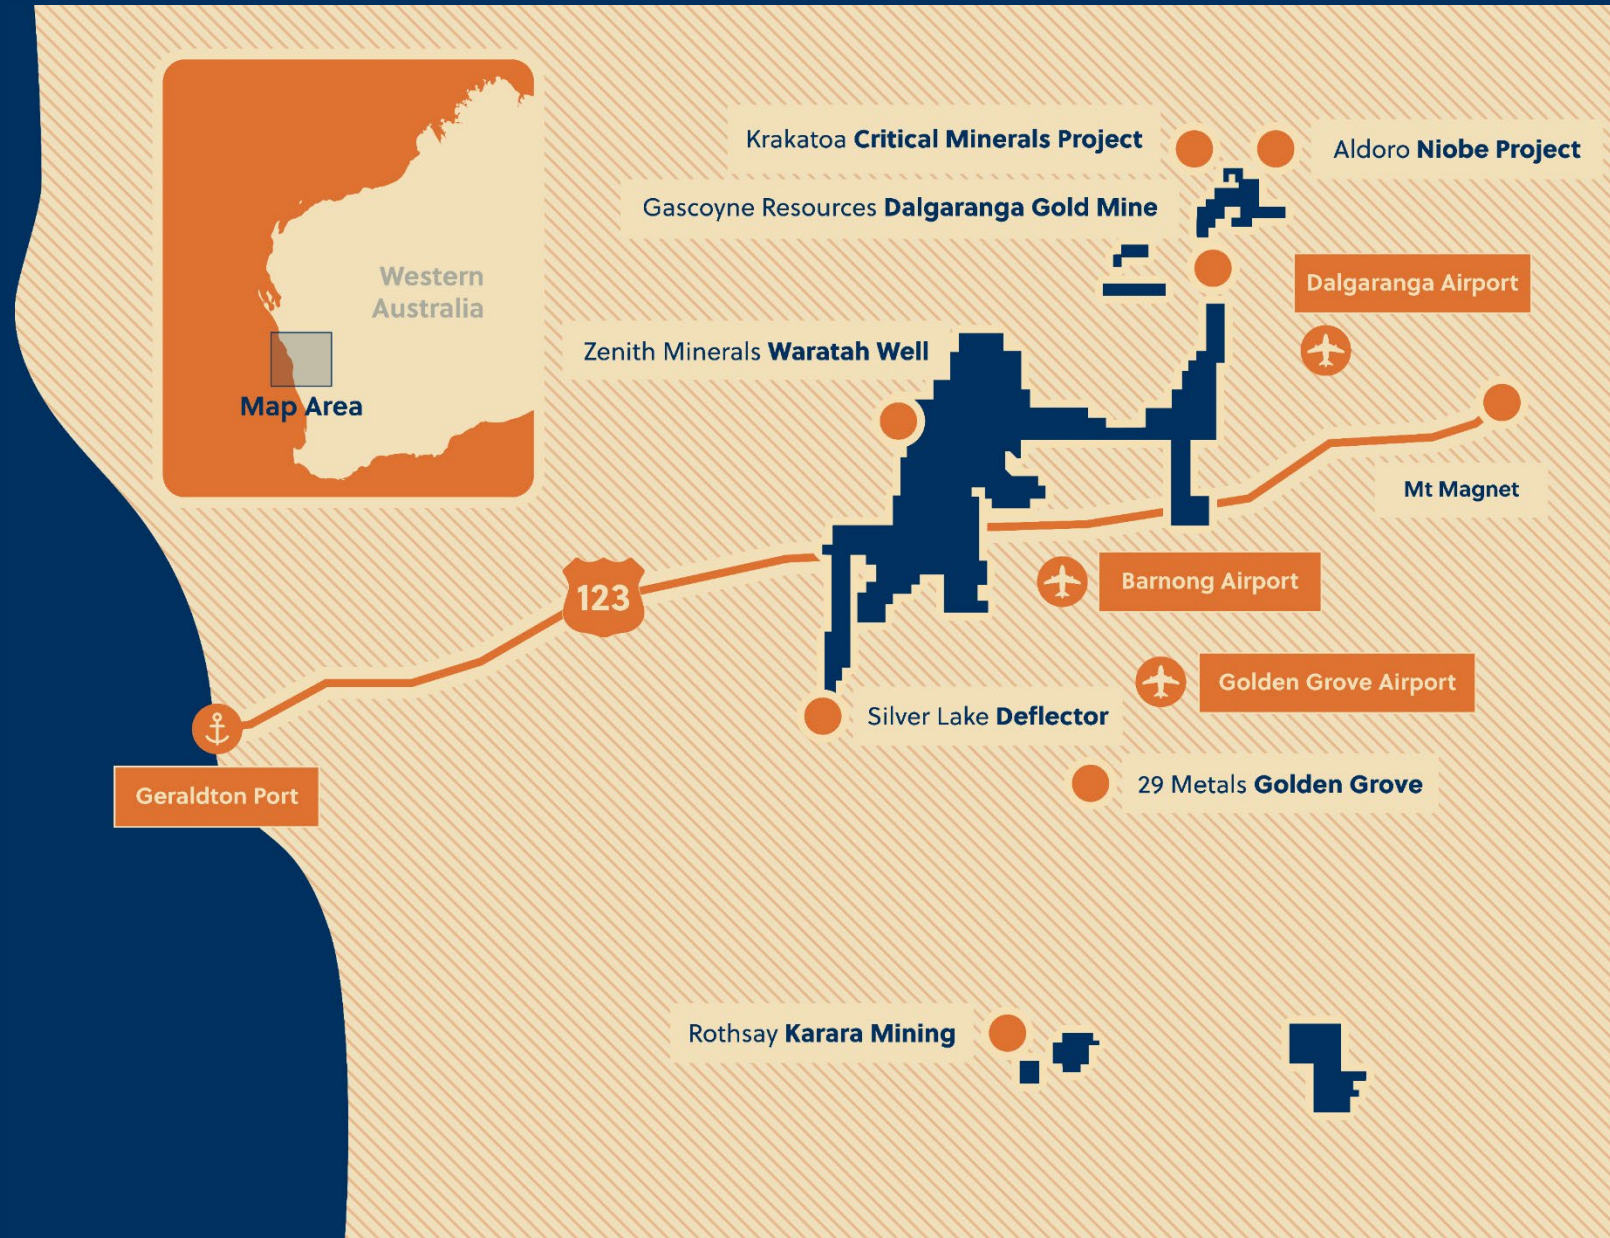 Western
Australia
Map Area
Krakatoa Critical Minerals Project
Aldoro Niobe Project
Gascoyne Resources Dalgaranga Gold Mine
Dalgaranga Airport
Zenith Minerals Waratah Well
Mt Magnet
123
Barnong Airport
Golden Grove Airport
Silver Lake Deflector
29 Metals Golden Grove
Geraldton Port
Rothsay Karara Mining